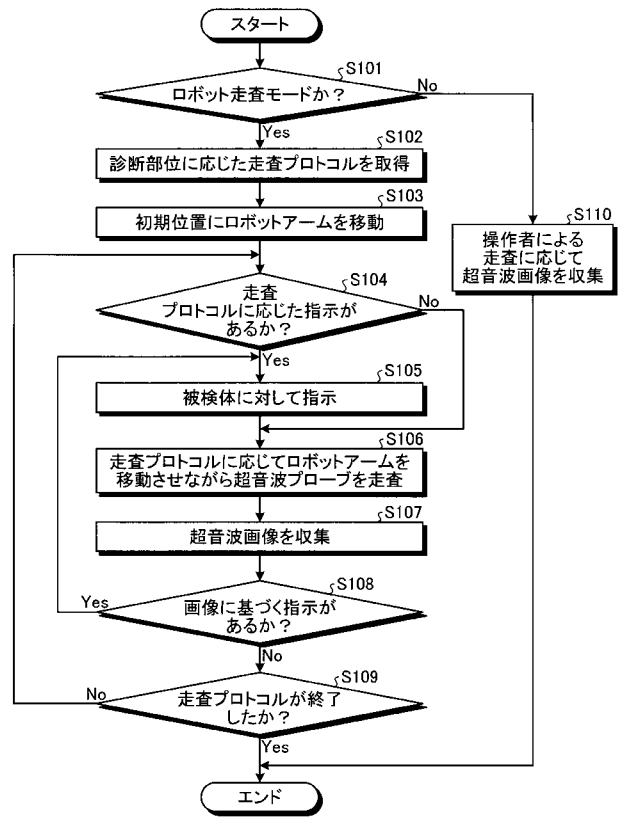 スタート
S101
ロボット走査モードか？
No
Yes
S102
診断部位に応じた走査プロトコルを取得
S103
初期位置にロボットアームを移動
S110
操作者による
走査に応じて
超音波画像を収集
S104
走査
プロトコルに応じた指示が
あるか？
No
Yes
S105
被検体に対して指示
S106
走査プロトコルに応じてロボットアームを
移動させながら超音波プローブを走査
S107
超音波画像を収集
S108
画像に基づく指示が
あるか？
Yes
No
S109
走査プロトコルが終了
したか？
No
Yes
エンド